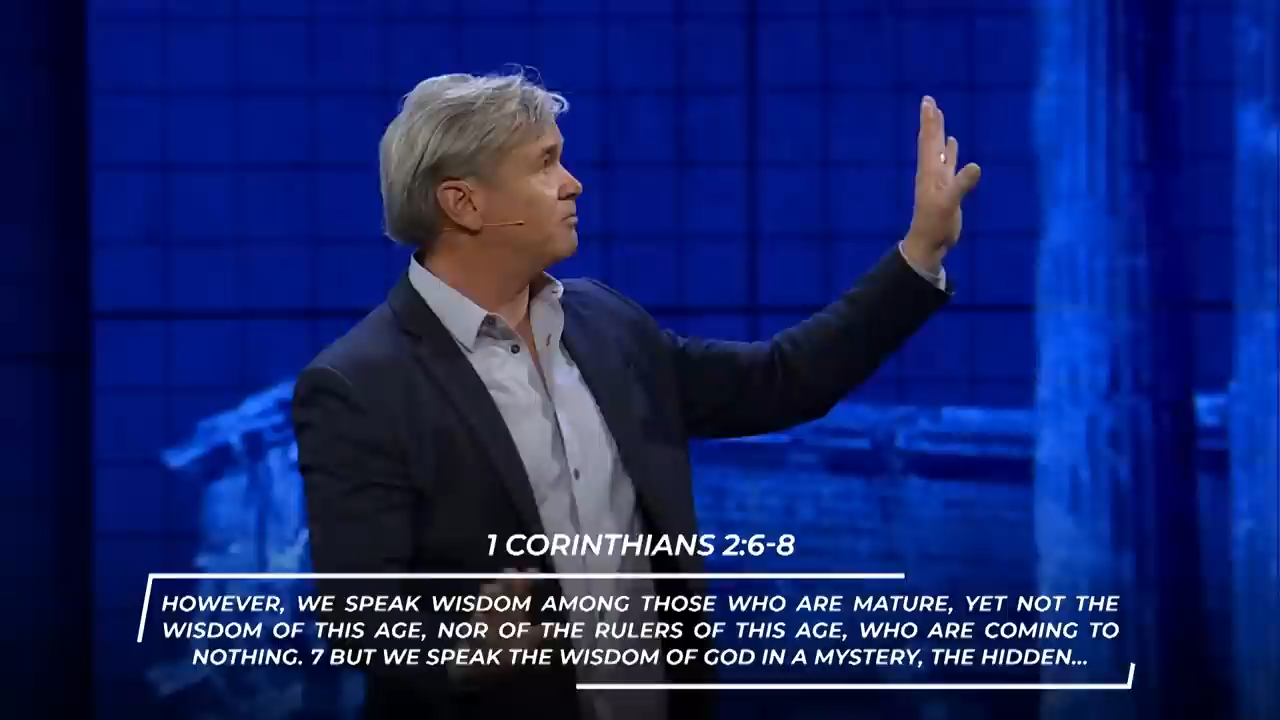 1 CORINTHIANS 2:6-8
HOWEVER, WE SPEAK WISDOM AMONG THOSE WHO ARE MATURE, YET NOT THE
WISDOM OF THIS AGE, NOR OF THE RULERS OF THIS AGE, WHO ARE COMING TO
NOTHING. 7 BUT WE SPEAK THE WISDOM OF GOD IN A MYSTERY, THE HIDDEN...